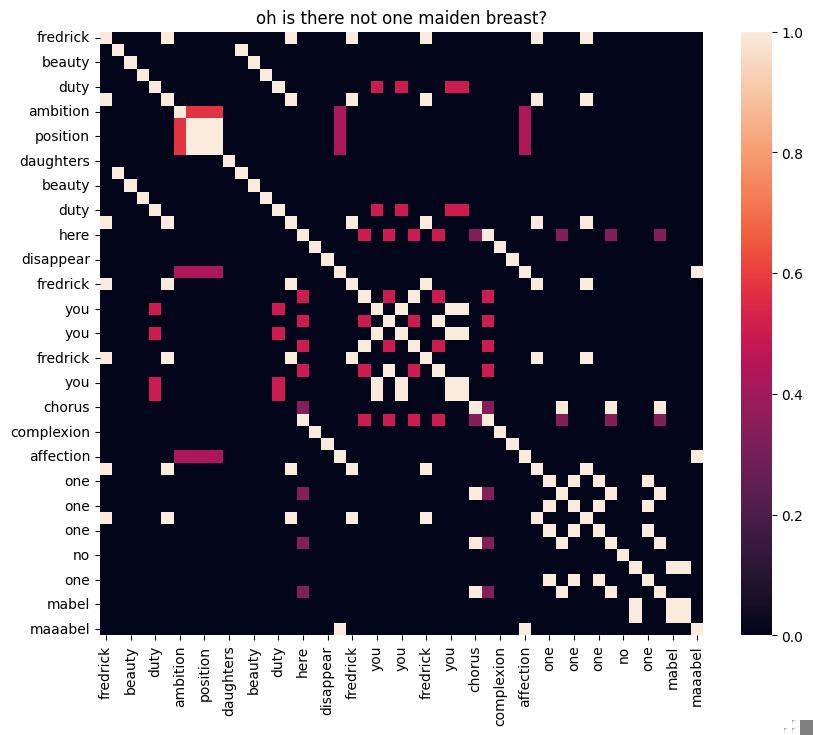 oh is there not one maiden breast?
fredrick
beauty
duty
ambition
position
daughters
beauty
duty
here
disappear
fredrick
you
you
fredrick
you
chorus
complexion
affection
one
one
one
no
one
mabel
maaabel
1.0
0.8
0.6
0.4
0.2
0.0
fredrick
beauty
duty
ambition
position
daughters
beauty
duty
here
disappear
fredrick
you
you
fredrick
you
chorus
complexion
affection
one
one
one
no
one
mabel
maaabel